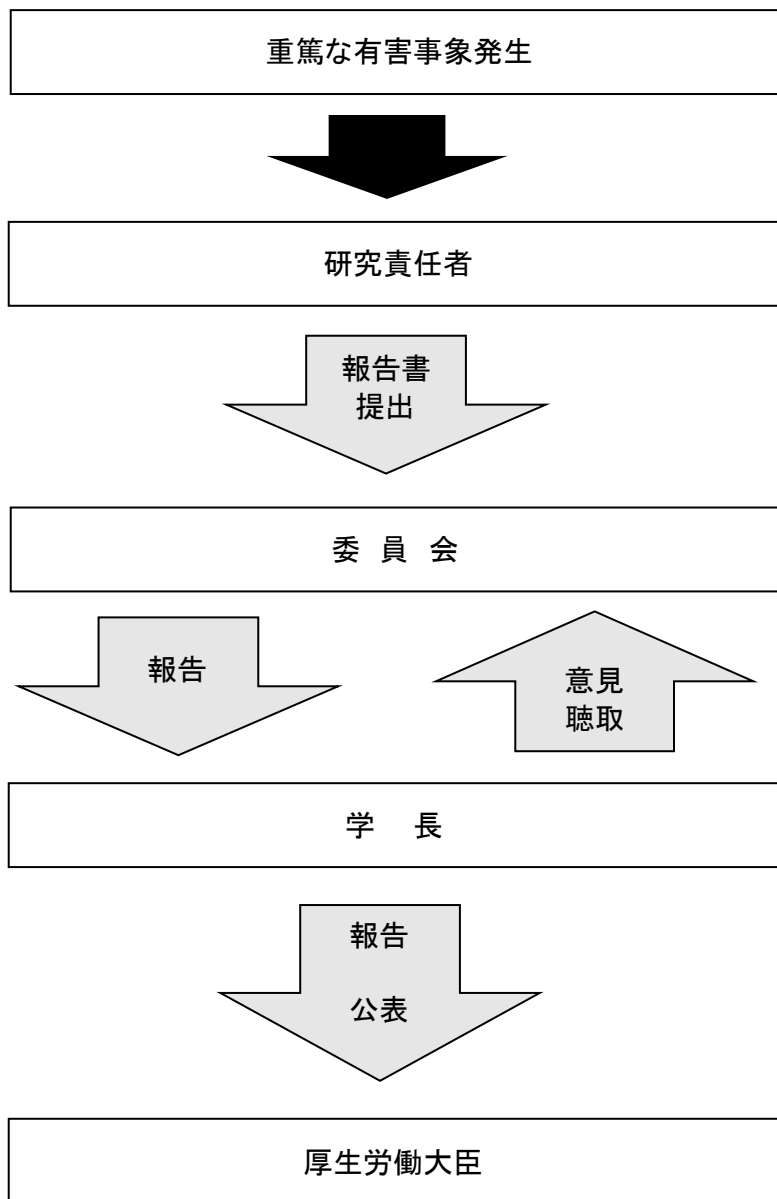 重篤な有害事象発生
研究責任者
報告書
提出
委 員 会
報告
意見
聴取
学 長
報告
公表
厚生労働大臣